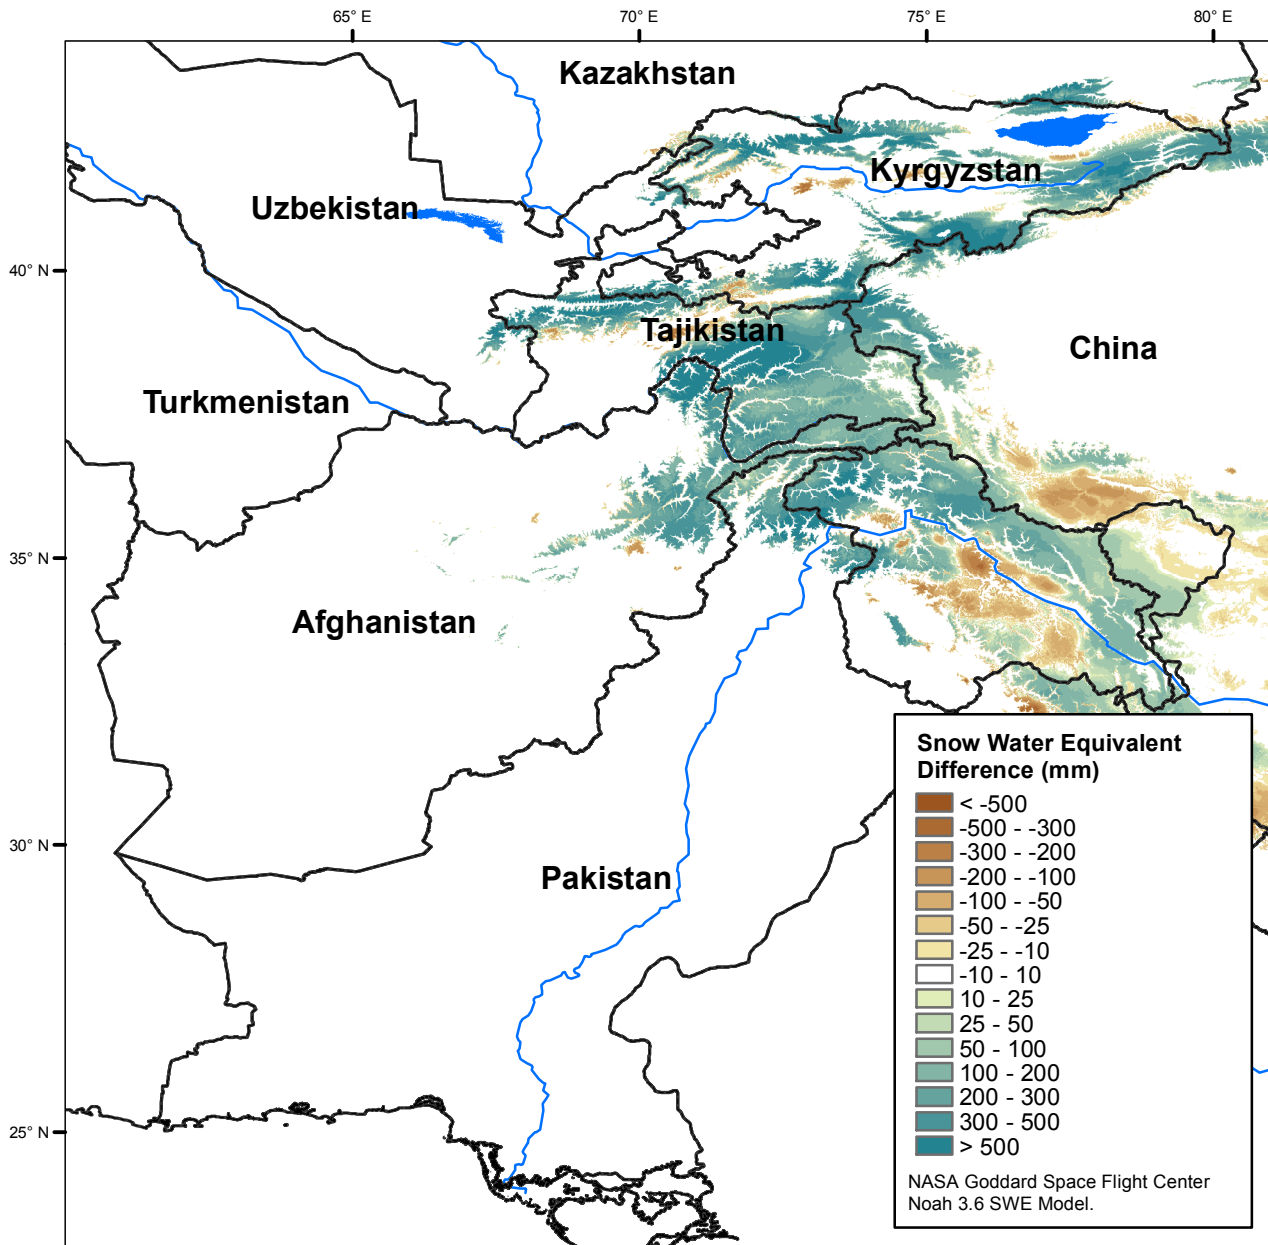 65° E
70° E
75° E
80° E
Kazakhstan
Kyrgyzstan
Uzbekistan
40° N
Tajikistan
China
Turkmenistan
35° N
Afghanistan
30° N
Pakistan
25° N
Snow Water Equivalent
Difference (mm)
< -500
-500 - -300
-300 - -200
-200 - -100
-100 - -50
-50 - -25
-25 - -10
-10 - 10
10 - 25
25 - 50
50 - 100
100 - 200
200 - 300
300 - 500
> 500
NASA Goddard Space Flight Center
Noah 3.6 SWE Model.